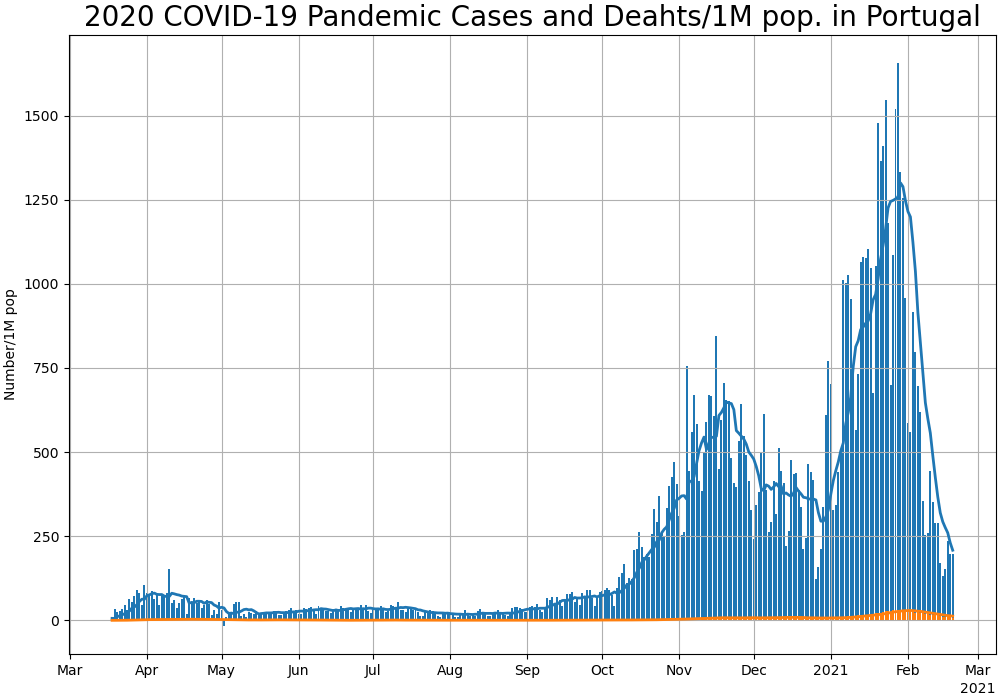 2020 COVID-19 Pandemic Cases and Deahts/1M pop. in Portugal
Number/1M pop
1500
1250
1000
750
500
250
0
Mar Apr May Jun Jul Aug Sep Oct Nov Dec 2021 Feb Mar
2021